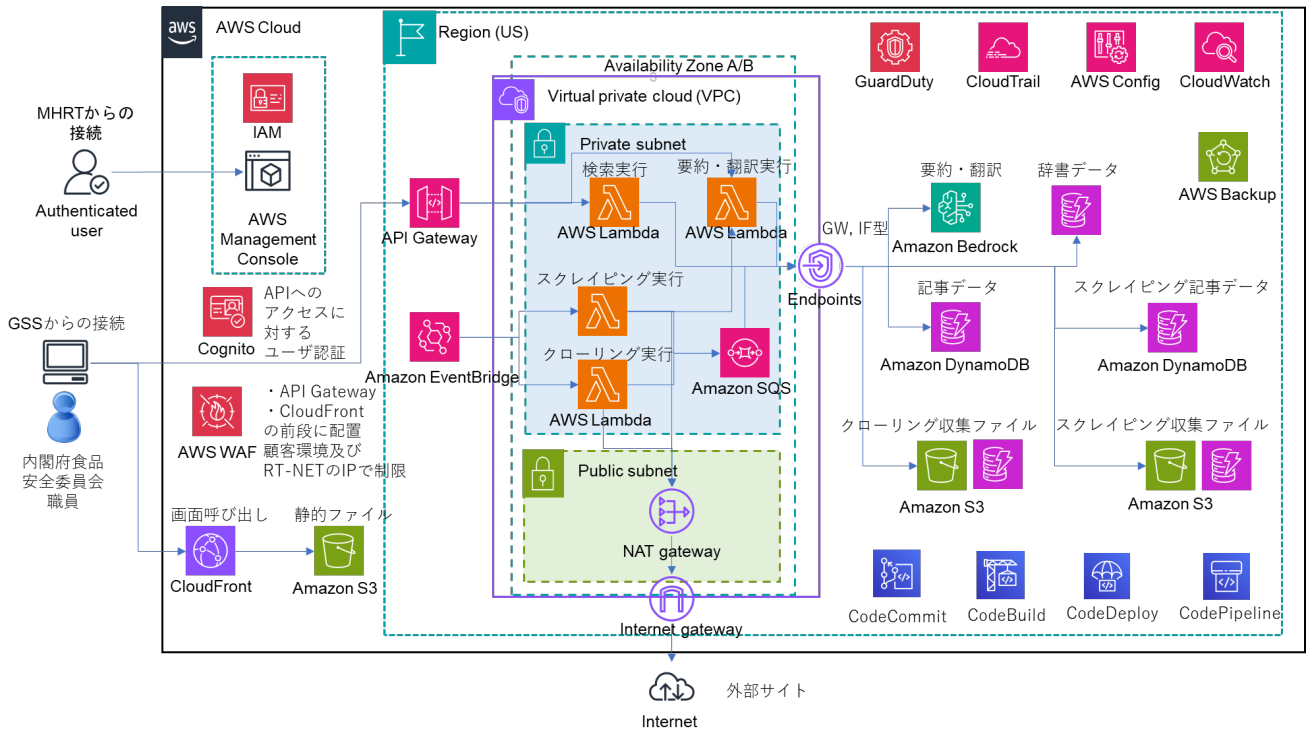 aws
AWS Cloud
Region (US)
GuardDuty
CloudTrail
AWS Config
CloudWatch
Availability Zone A/B
Virtual private cloud (VPC)
MHRTからの
接続
IAM
Authenticated
user
AWS
Management
Console
Private subnet
検索実行
要約・翻訳実行
AWS Lambda
AWS Lambda
API Gateway
GW, IF型
Endpoints
要約・翻訳
Amazon Bedrock
辞書データ
AWS Backup
GSSからの接続
Cognito
APIへの
アクセスに
対する
ユーザ認証
スクレイピング実行
クローリング実行
Amazon EventBridge
AWS Lambda
Amazon SQS
記事データ
Amazon DynamoDB
スクレイピング記事データ
Amazon DynamoDB
AWS WAF
・API Gateway
・CloudFront
の前段に配置
顧客環境及び
RT-NETのIPで制限
内閣府食品
安全委員会
職員
クローリング収集ファイル
Amazon S3
スクレイピング収集ファイル
Amazon S3
Public subnet
NAT gateway
画面呼び出し
CloudFront
静的ファイル
Amazon S3
Internet gateway
CodeCommit
CodeBuild
CodeDeploy
CodePipeline
外部サイト
Internet